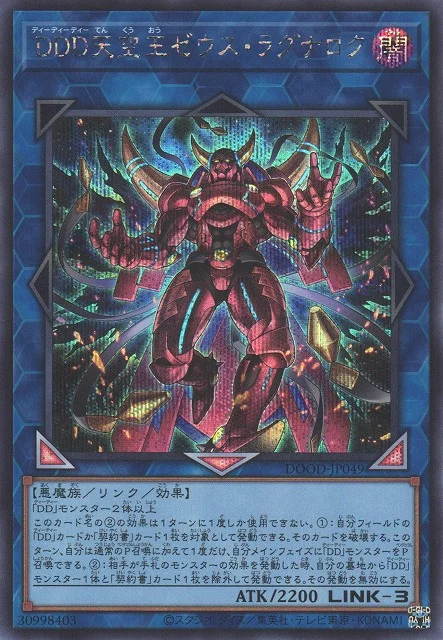 ディーディーディー てん くう おう
DDD天空王ゼウス・ラグナロク 闇
DOOD-JP049
【悪魔族／リンク／効果】
「DD」モンスター2体以上
このカード名の②の効果は1ターンに1度しか使用できない。①：自分フィールドの
「DD」カードか「契約書」カード1枚を対象として発動できる。そのカードを破壊する。この
ターン、自分は通常のP召喚に加えて1度だけ、自分メインフェイズに「DD」モンスターをP
召喚できる。②：相手が手札のモンスターの効果を発動した時、自分の墓地から「DD」
モンスター1体と「契約書」カード1枚を除外して発動できる。その発動を無効にする。
ATK/2200 LINK-3
30998403 ©スタジオ・ダイス／集英社・テレビ東京・KONAMI